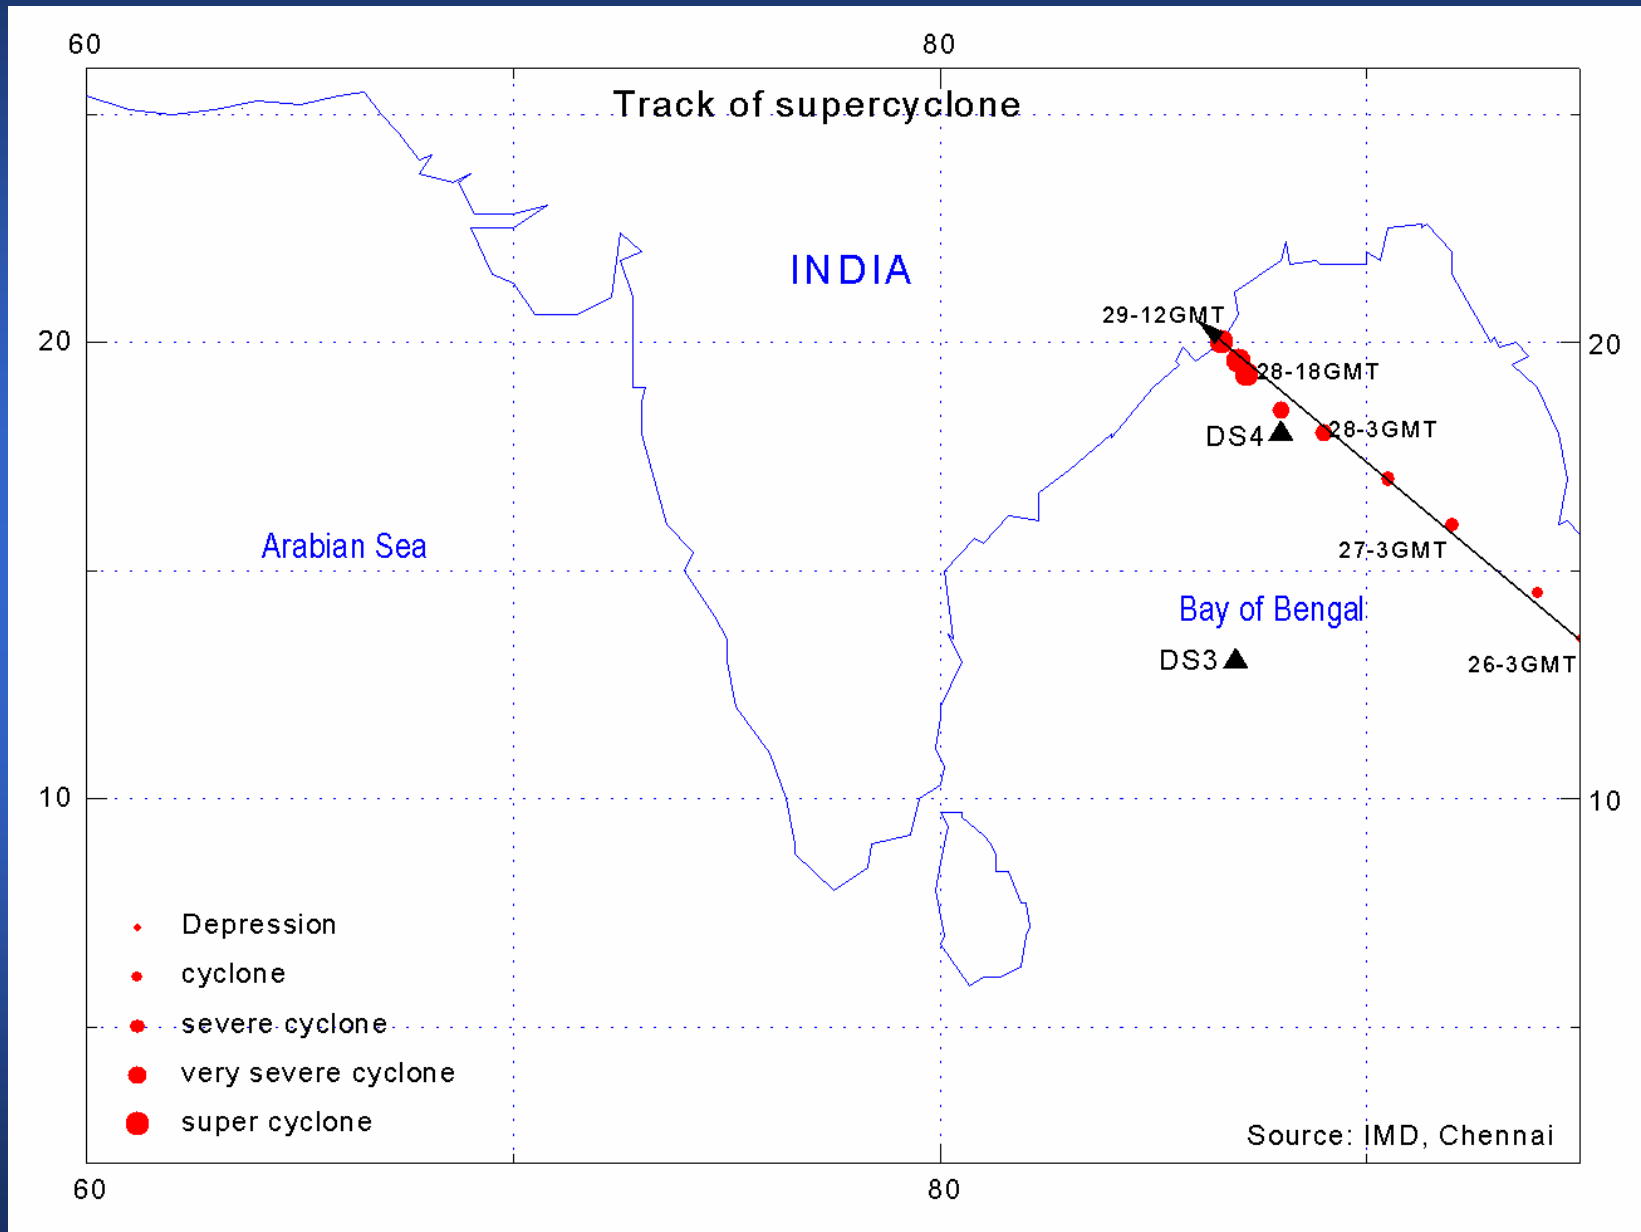 60 80
Track of supercyclone
INDIA
29-12GMT
20 20
28-18GMT
28-3GMT
DS4
Arabian Sea
27-3GMT
Bay of Bengal
DS3
26-3GMT
10 10
Depression
cyclone
severe cyclone
very severe cyclone
super cyclone
Source: IMD, Chennai
60 80